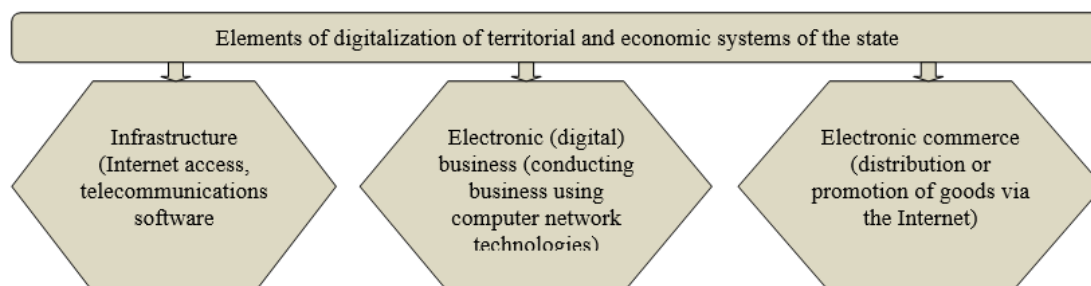 Elements of digitalization of territorial and economic systems of the state
Infrastructure
(Internet access,
telecommunications
software
Electronic (digital)
business (conducting
business using
computer network
technologies)
Electronic commerce
(distribution or
promotion of goods via
the Internet)